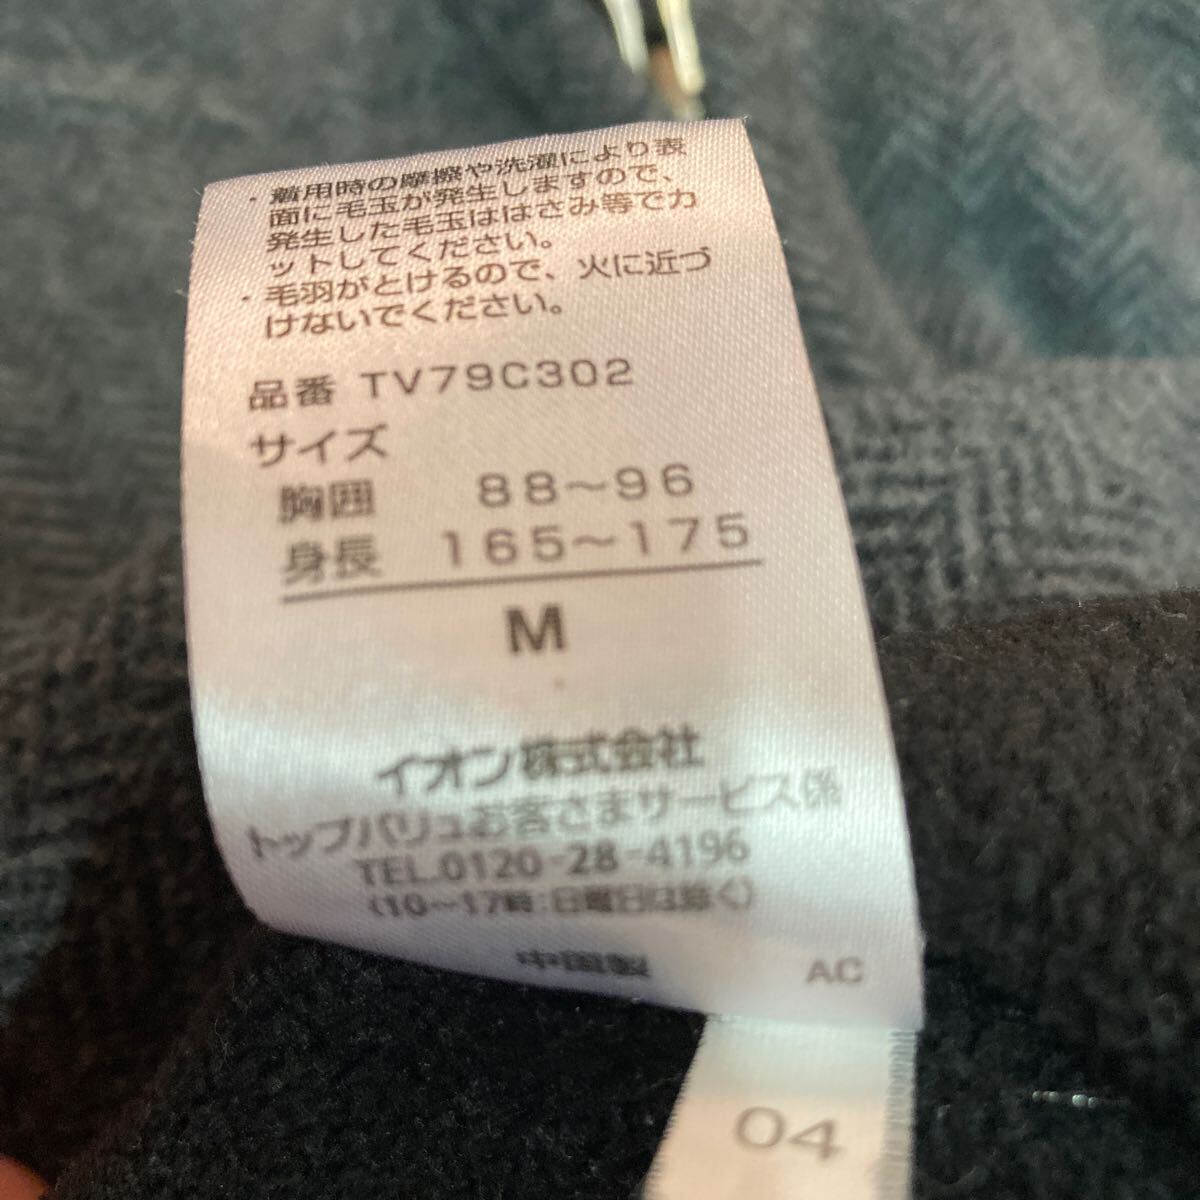 ・着用時の摩擦や洗濯により表
面に毛玉が発生しますので、
発生した毛玉ははさみ等でカ
ットしてください。
・毛羽がとけるので、火に近づ
けないでください。
品番 TV79C302
サイズ
胸囲 88～96
身長 165～175
M
イオン株式会社
トップバリュお客さまサービス係
TEL.0120-28-4196
(10～17時:日曜日は除く)
中国製 AC
04